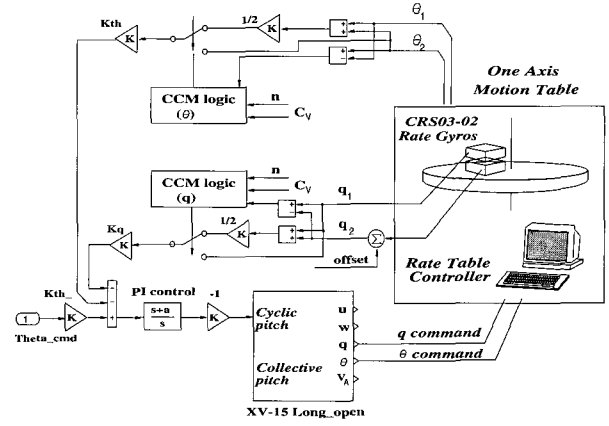 Kth
K
1/2
K
+
+
+
−
θ1
θ2
One Axis
Motion Table
CCM logic
(θ)
n
CV
CRS03-02
Rate Gyros
CCM logic
(q)
n
CV
q1
+
−
Kq
K
1/2
K
+
+
q2
Σ
offset
Rate Table
Controller
Kth_
K
−
−
+
PI control
s+a
s
-1
K
1
Theta_cmd
Cyclic
pitch
Collective
pitch
u
w
q
θ
VA
q command
θ command
XV-15 Long_open